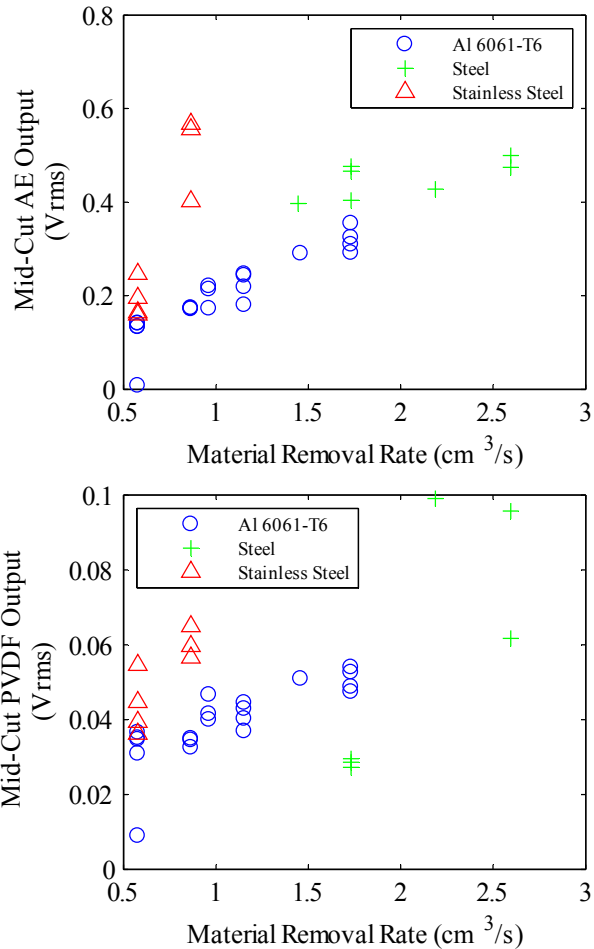 0.8
Al 6061-T6
Steel
Stainless Steel
0.6
Mid-Cut AE Output
(Vrms)
0.4
0.2
0
0.5 1 1.5 2 2.5 3
Material Removal Rate (cm ³/s)
0.1
Al 6061-T6
Steel
Stainless Steel
0.08
Mid-Cut PVDF Output
(Vrms)
0.06
0.04
0.02
0
0.5 1 1.5 2 2.5 3
Material Removal Rate (cm ³/s)